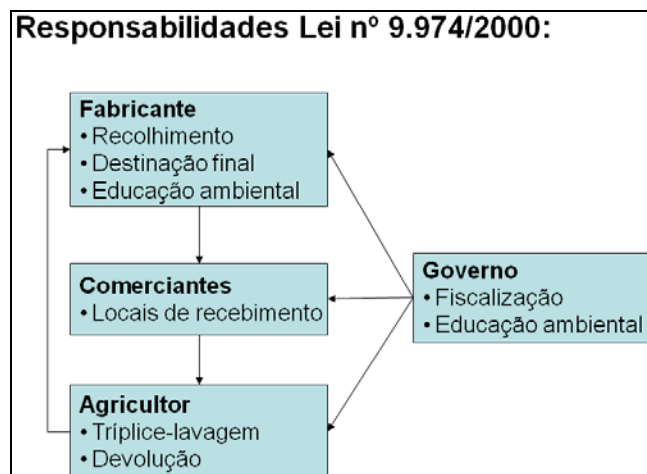 Responsabilidades Lei nº 9.974/2000:
Fabricante
• Recolhimento
• Destinação final
• Educação ambiental
Comerciantes
• Locais de recebimento
Governo
• Fiscalização
• Educação ambiental
Agricultor
• Tríplice-lavagem
• Devolução